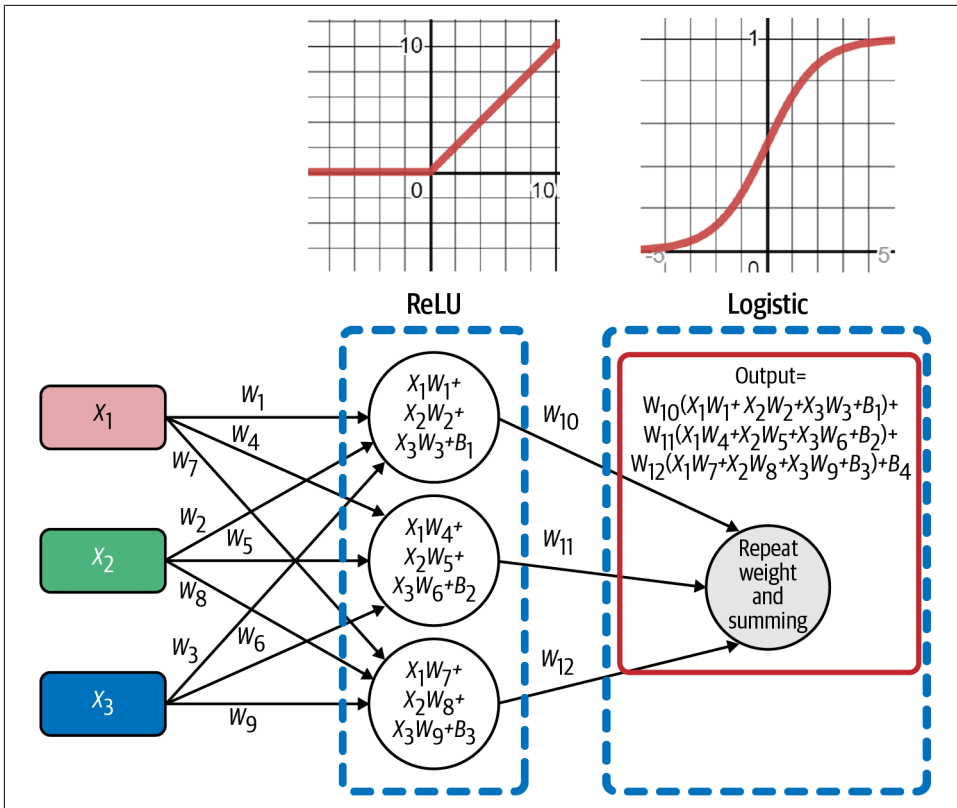 10
0
10
1
-5
0
5
ReLU
Logistic
X₁
X₂
X₃
W₁
W₄
W₇
W₂
W₅
W₈
W₃
W₆
W₉
X₁W₁+
X₂W₂+
X₃W₃+B₁
X₁W₄+
X₂W₅+
X₃W₆+B₂
X₁W₇+
X₂W₈+
X₃W₉+B₃
W₁₀
W₁₁
W₁₂
Output=
W₁₀(X₁W₁+X₂W₂+X₃W₃+B₁)+
W₁₁(X₁W₄+X₂W₅+X₃W₆+B₂)+
W₁₂(X₁W₇+X₂W₈+X₃W₉+B₃)+B₄
Repeat
weight
and
summing